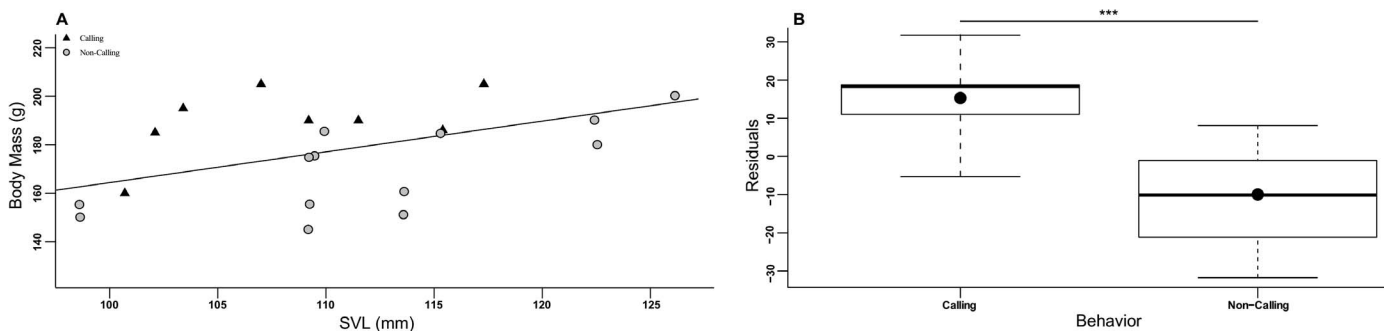 A
Calling
Non-Calling
220
200
180
160
140
Body Mass (g)
100
105
110
115
120
125
SVL (mm)
B
***
30
20
10
0
−10
−20
−30
Residuals
Calling
Non−Calling
Behavior